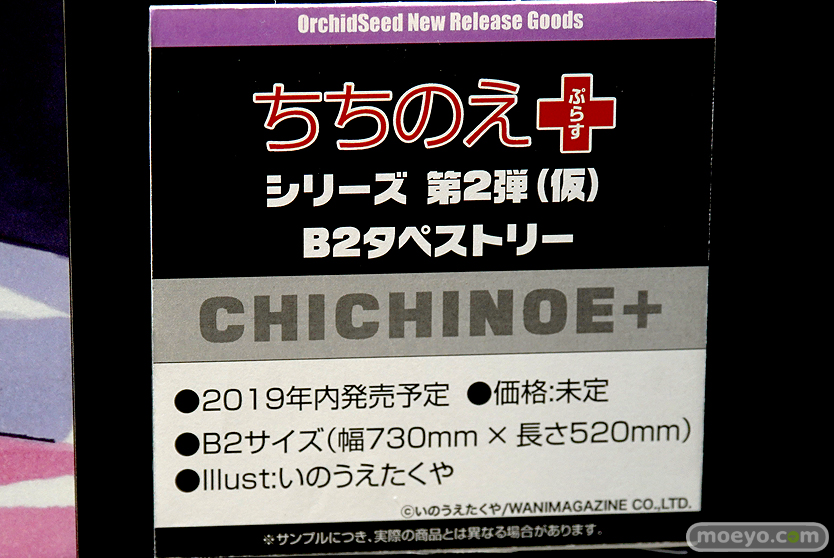 OrchidSeed New Release Goods
ちちのえ+ぷらす
シリーズ 第2弾(仮)
B2タペストリー
CHICHINOE+
●2019年内発売予定 ●価格:未定
●B2サイズ(幅730mm×長さ520mm)
●Illust:いのうえたくや
©いのうえたくや/WANIMAGAZINE CO.,LTD.
※サンプルにつき、実際の商品とは異なる場合があります。
moeyo.com